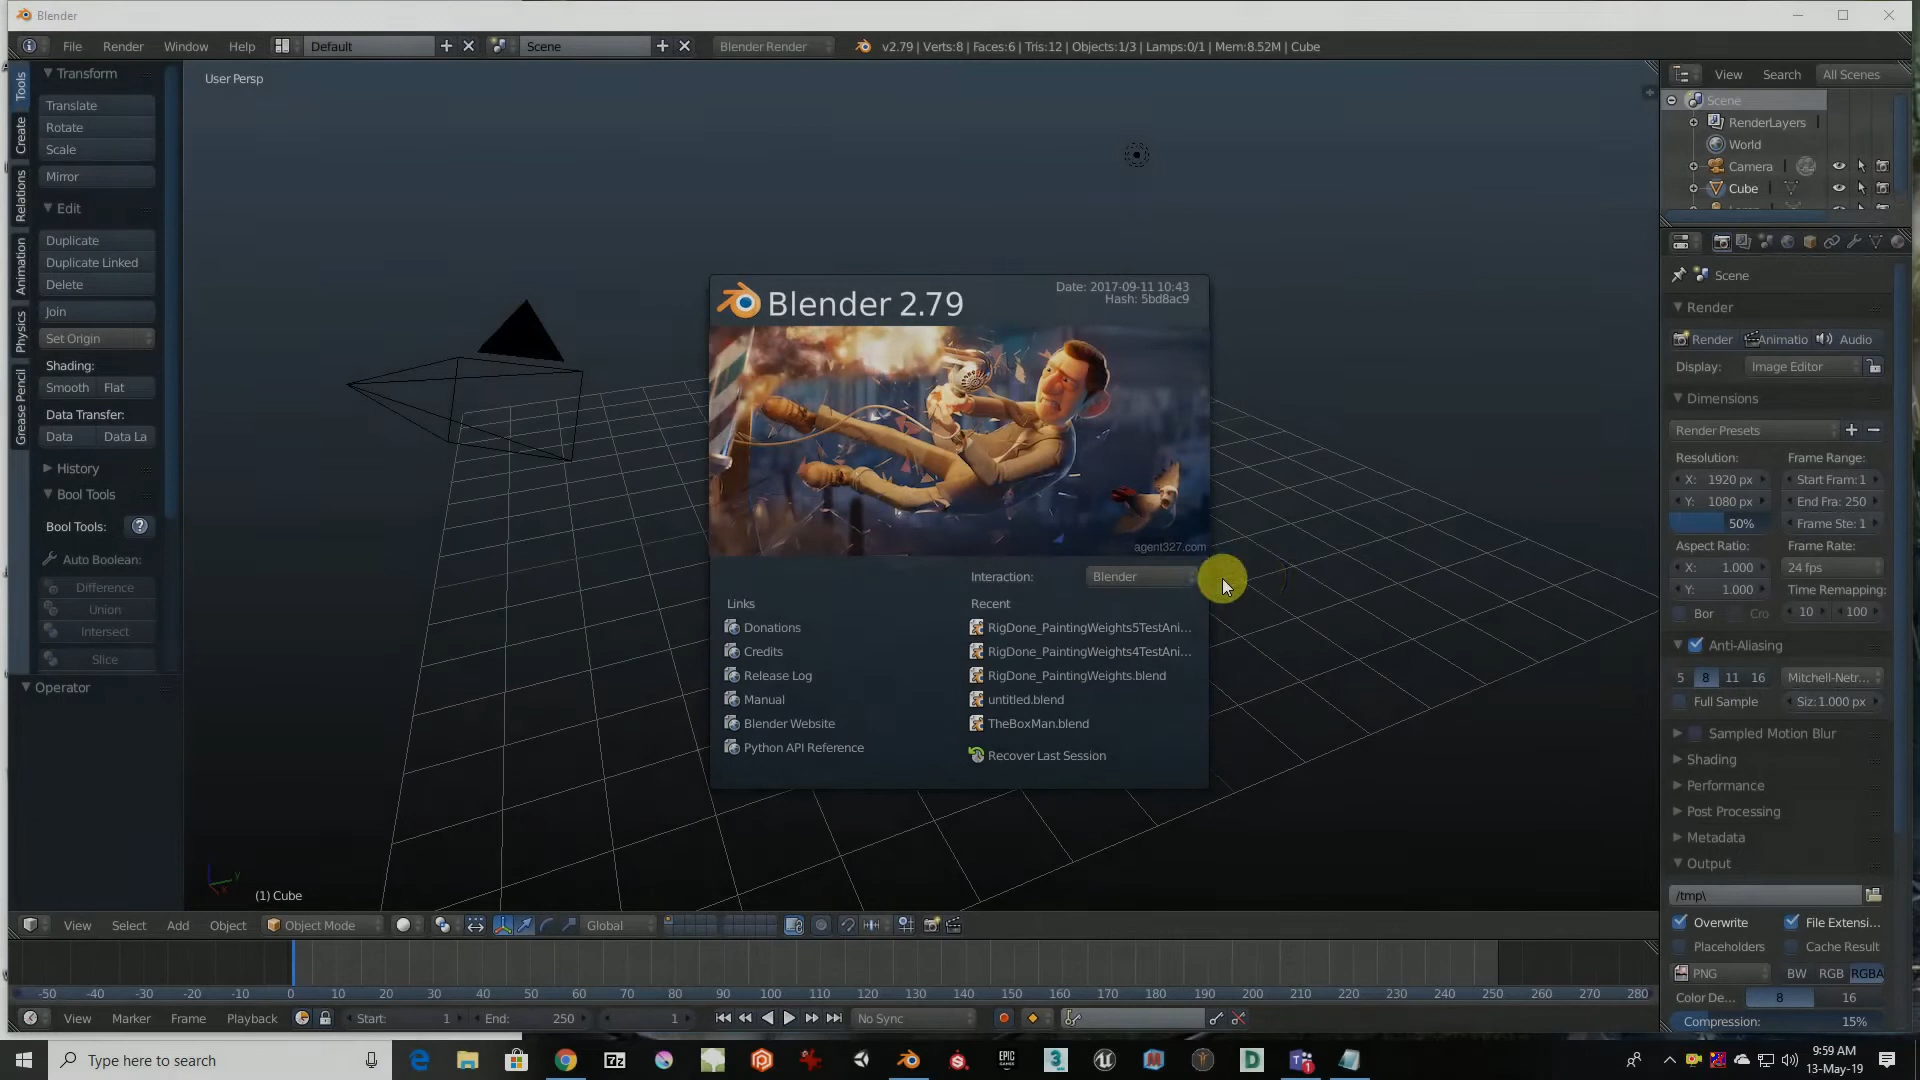 Blender
File Render Window Help Default Scene Blender Render v2.79 | Verts:8 | Faces:6 | Tris:12 | Objects:1/3 | Lamps:0/1 | Mem:8.52M | Cube
Tools
Create
Relations
Animation
Physics
Grease Pencil
Transform
Translate
Rotate
Scale
Mirror
Edit
Duplicate
Duplicate Linked
Delete
Join
Set Origin
Shading:
Smooth Flat
Data Transfer:
Data Data La
History
Bool Tools
Bool Tools:
Auto Boolean:
Difference
Union
Intersect
Slice
Operator
User Persp
(1) Cube
Blender 2.79
Date: 2017-09-11 10:43
Hash: 5bd8ac9
agent327.com
Interaction: Blender
Links
Donations
Credits
Release Log
Manual
Blender Website
Python API Reference
Recent
RigDone_PaintingWeights5TestAni...
RigDone_PaintingWeights4TestAni...
RigDone_PaintingWeights.blend
untitled.blend
TheBoxMan.blend
Recover Last Session
View Search All Scenes
Scene
RenderLayers
World
Camera
Cube
Scene
Render
Render Animatio Audio
Display: Image Editor
Dimensions
Render Presets
Resolution: Frame Range:
X: 1920 px Start Fram: 1
Y: 1080 px End Fra: 250
50% Frame Ste: 1
Aspect Ratio: Frame Rate:
X: 1.000 24 fps
Y: 1.000 Time Remapping:
Bor Cro 10 100
Anti-Aliasing
5 8 11 16 Mitchell-Netr...
Full Sample Siz: 1.000 px
Sampled Motion Blur
Shading
Performance
Post Processing
Metadata
Output
/tmp\
Overwrite File Extensi...
Placeholders Cache Result
PNG BW RGB RGBA
Color De... 8 16
Compression: 15%
View Select Add Object Object Mode Global
-50 -40 -30 -20 -10 0 10 20 30 40 50 60 70 80 90 100 110 120 130 140 150 160 170 180 190 200 210 220 230 240 250 260 270 280
View Marker Frame Playback Start: 1 End: 250 1 No Sync
Type here to search
7z
EPIC GAMES
3
D
1
9:59 AM
13-May-19